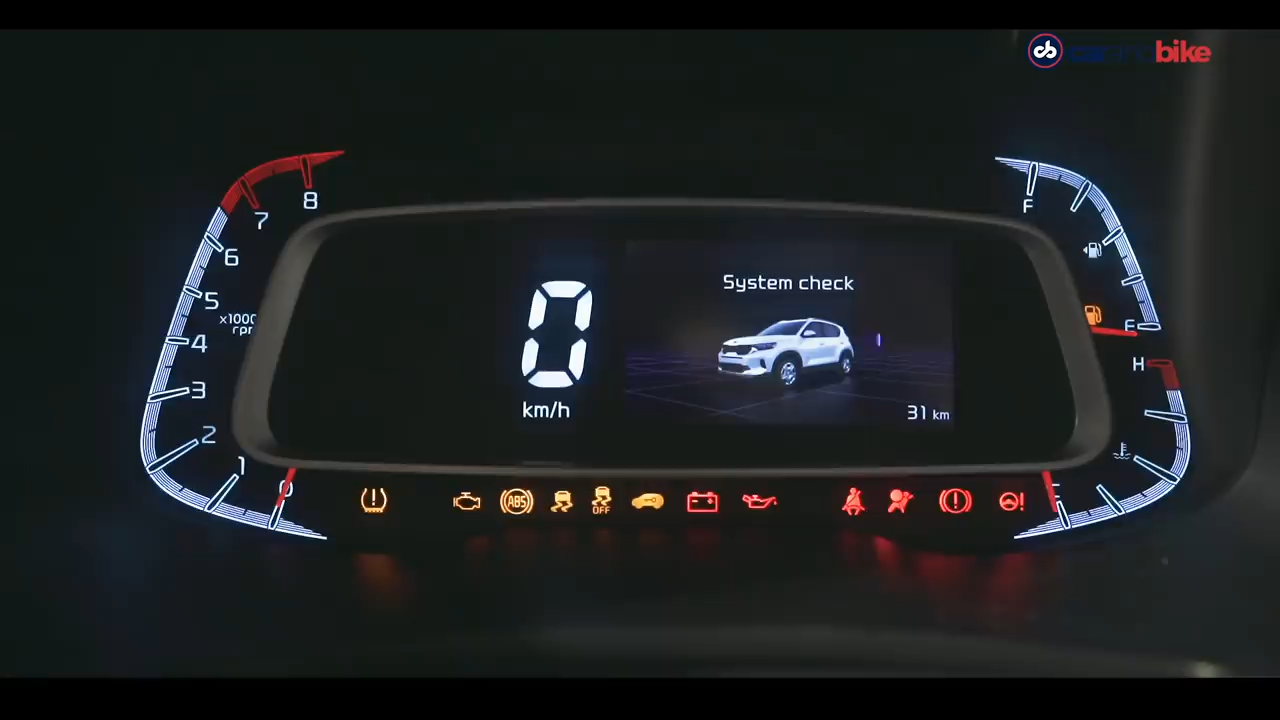 cb carandbike
8
7
6
5
x1000
rpm
4
3
2
1
0
0
km/h
System check
31 km
F
E
H
C
ABS
OFF